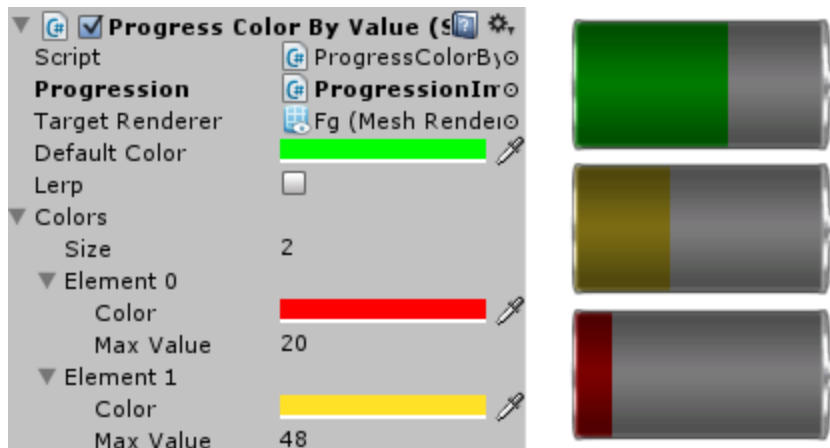 Progress Color By Value (S
Script ProgressColorBy
Progression ProgressionIm
Target Renderer Fg (Mesh Render
Default Color
Lerp
Colors
Size 2
Element 0
Color
Max Value 20
Element 1
Color
Max Value 48